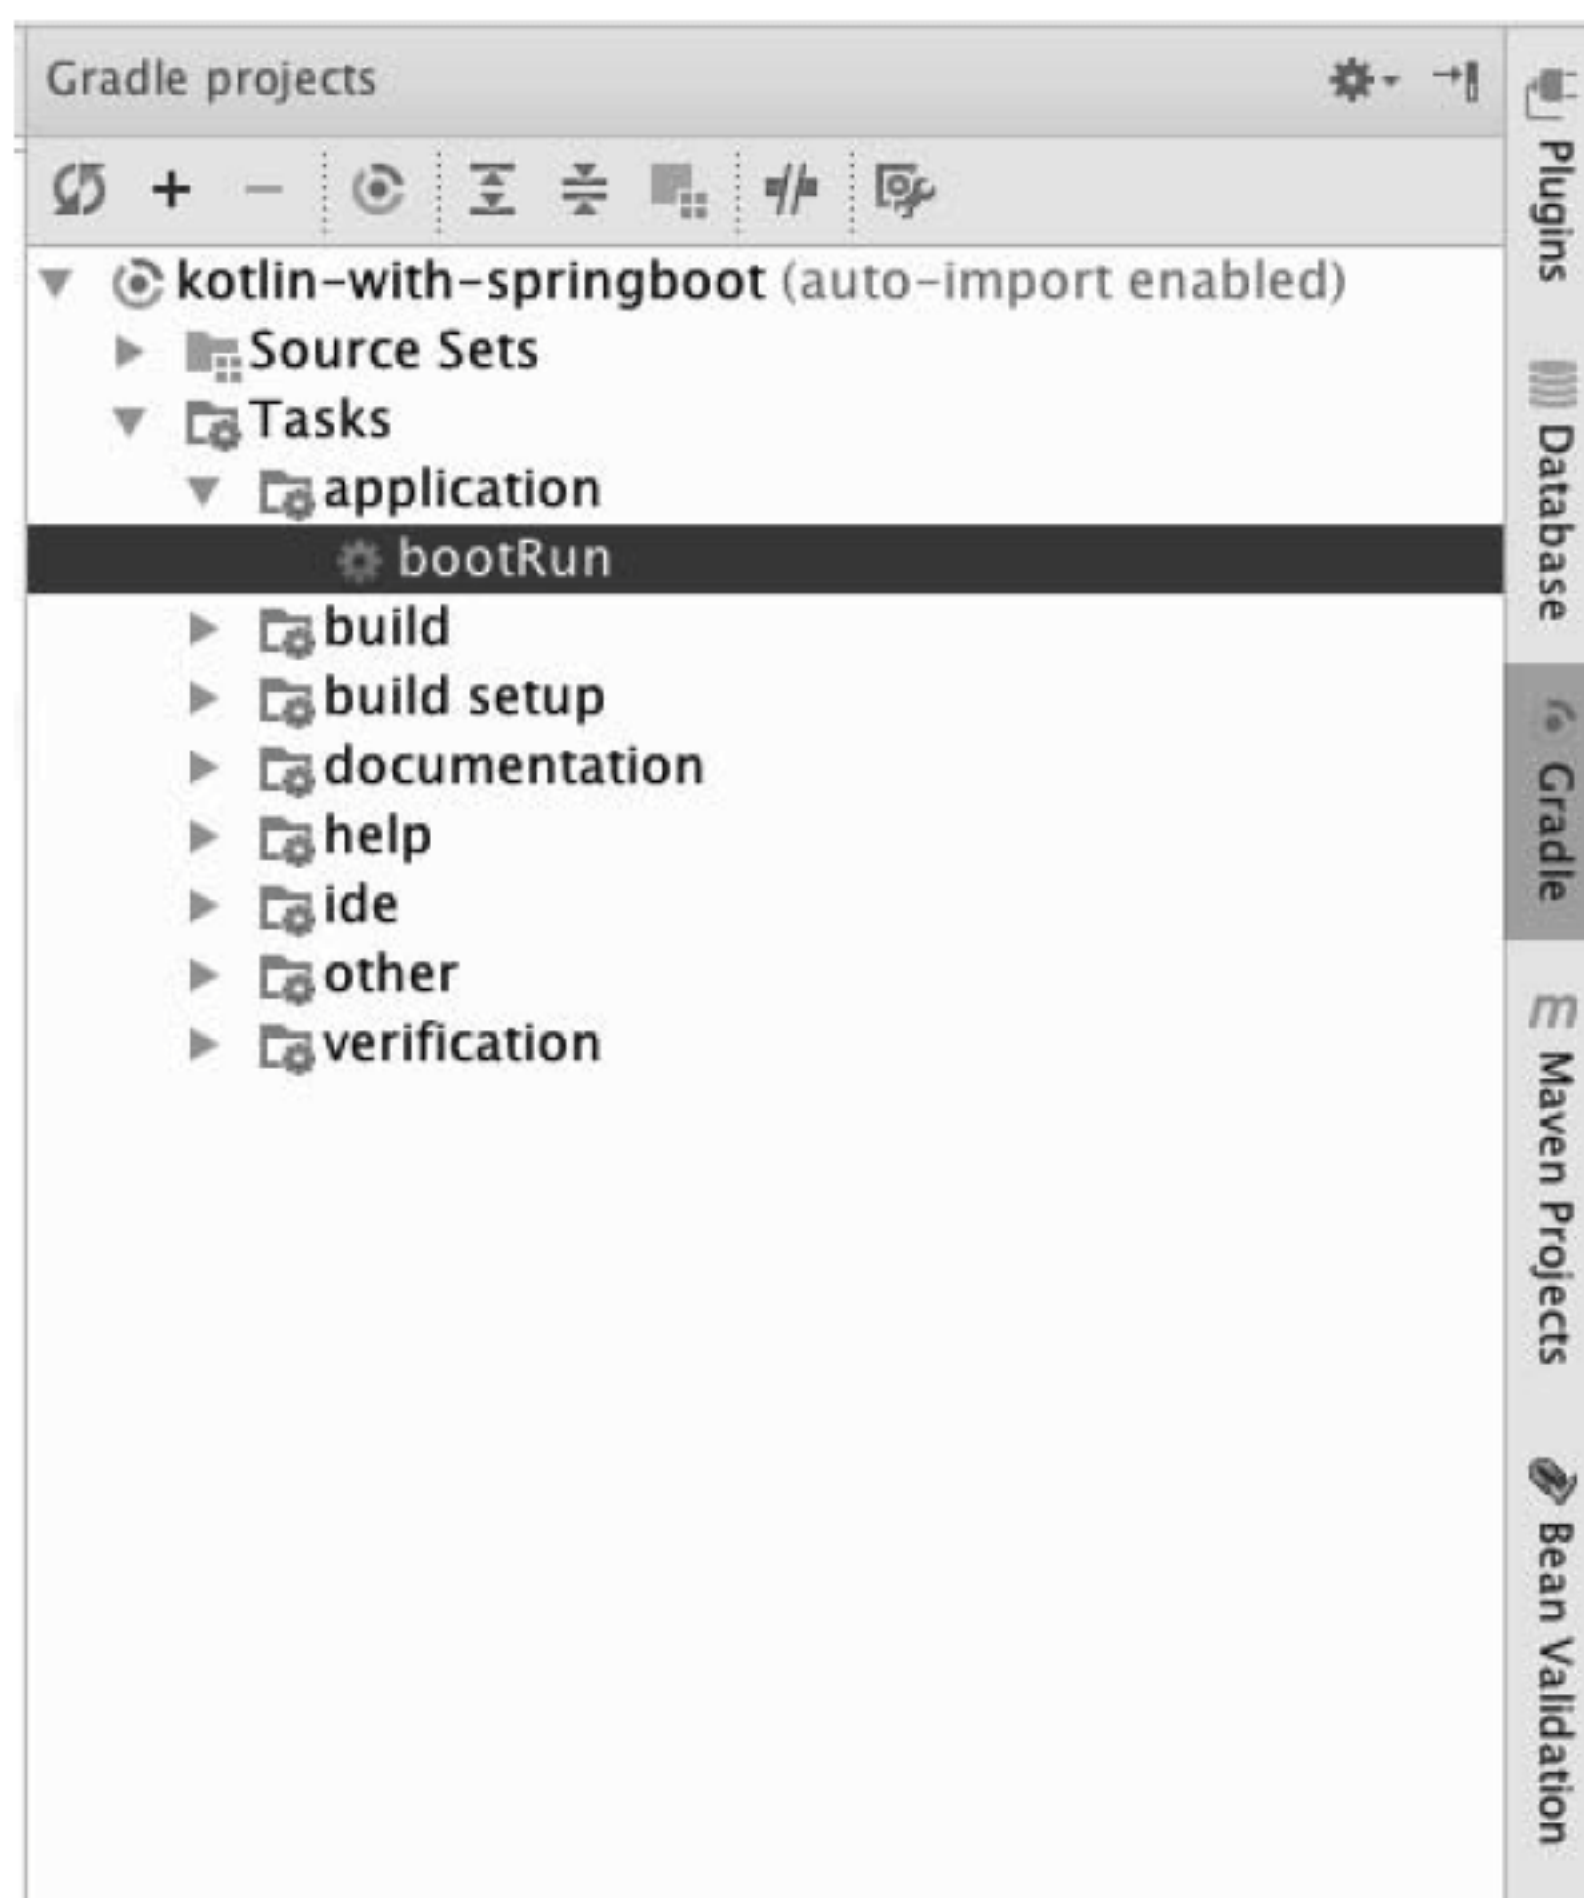 Gradle projects
kotlin-with-springboot (auto-import enabled)
Source Sets
Tasks
application
bootRun
build
build setup
documentation
help
ide
other
verification
Plugins
Database
Gradle
m Maven Projects
Bean Validation